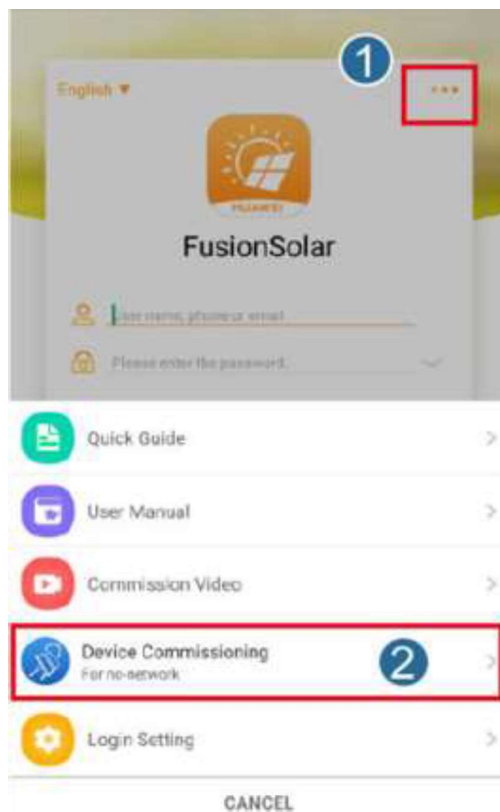 1
English ▼
...
HUAWEI
FusionSolar
User name, phone or email
Please enter the password.
Quick Guide
User Manual
Commission Video
Device Commissioning
For no-network
2
Login Setting
CANCEL